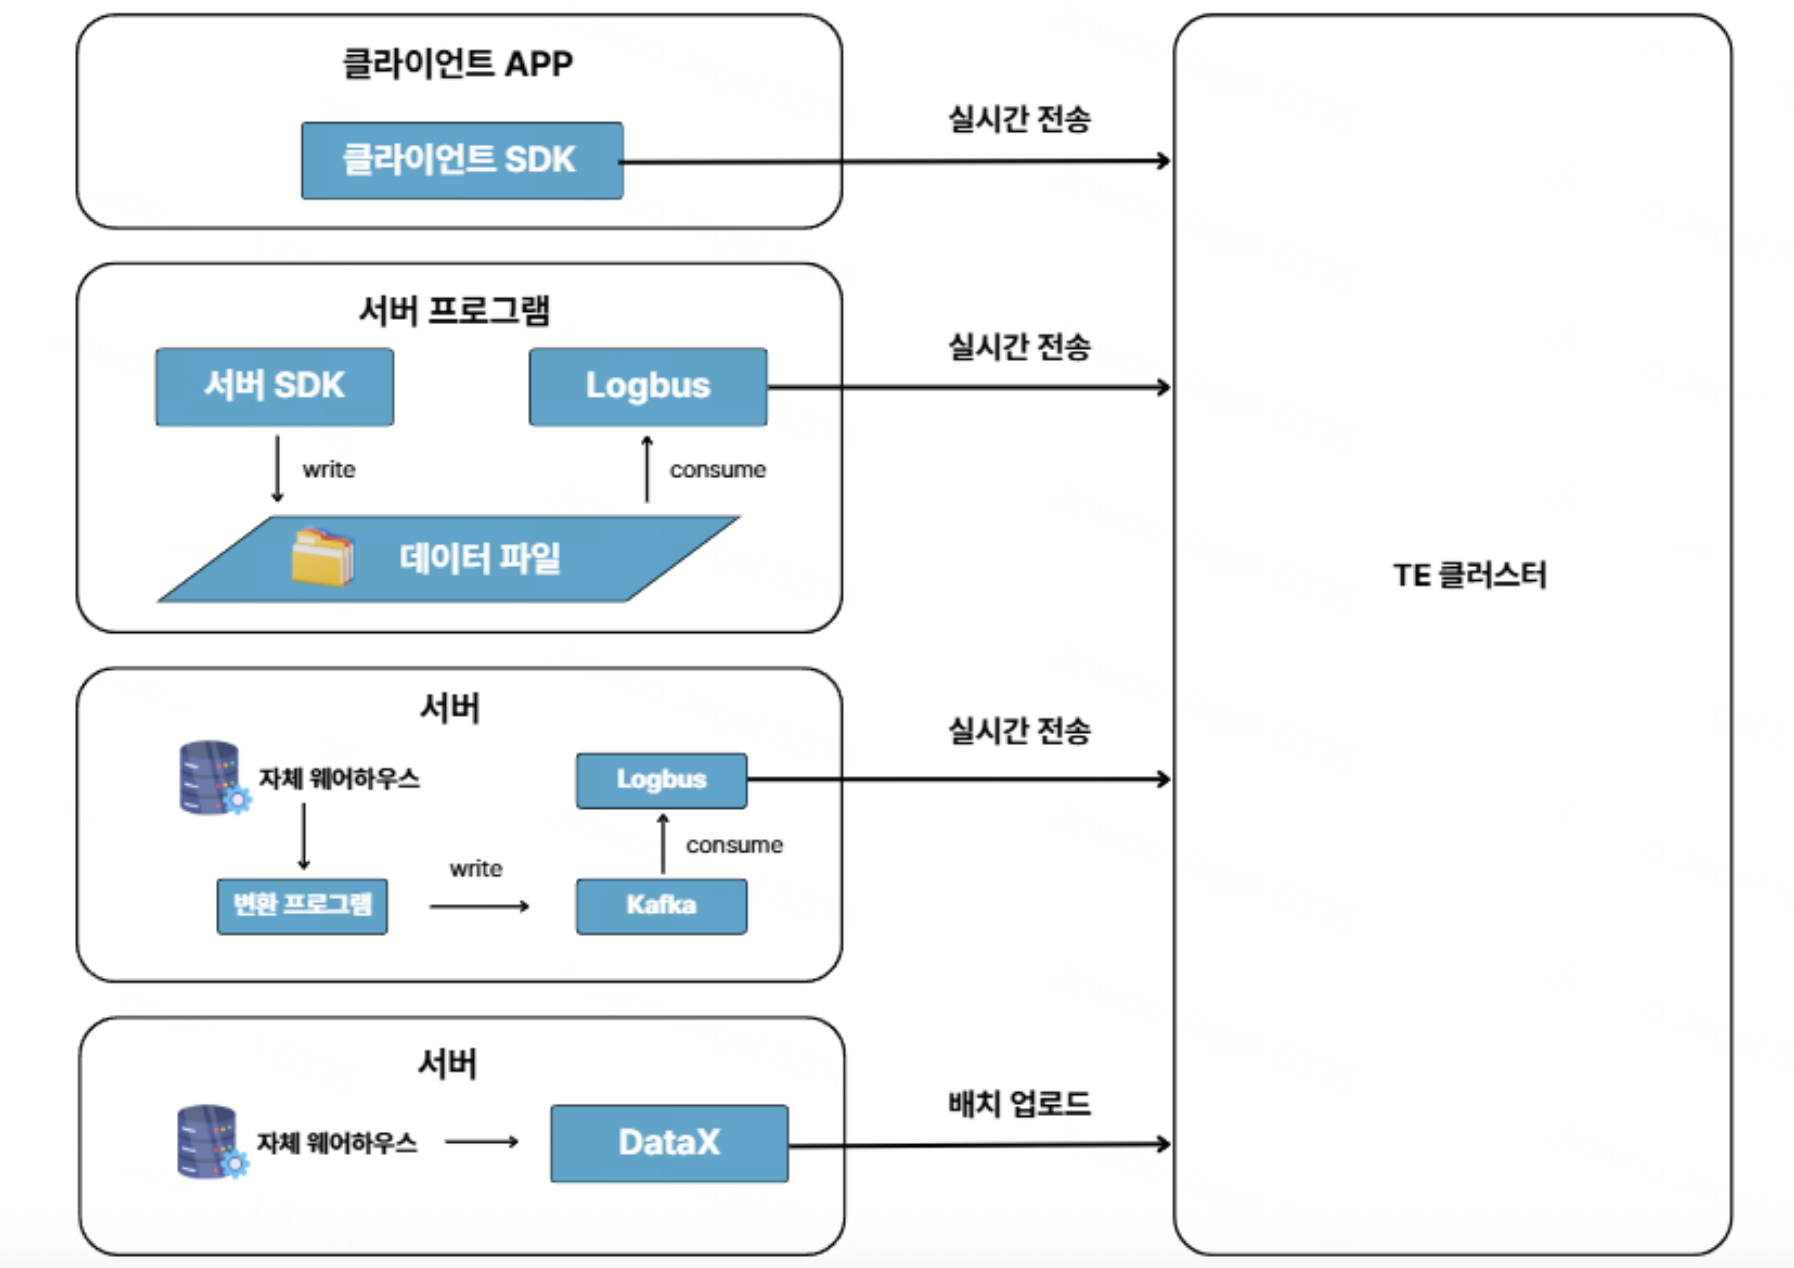 클라이언트 APP
클라이언트 SDK
실시간 전송
서버 프로그램
서버 SDK
Logbus
write
consume
데이터 파일
실시간 전송
서버
자체 웨어하우스
Logbus
write
consume
변환 프로그램
Kafka
실시간 전송
서버
자체 웨어하우스
DataX
배치 업로드
TE 클러스터